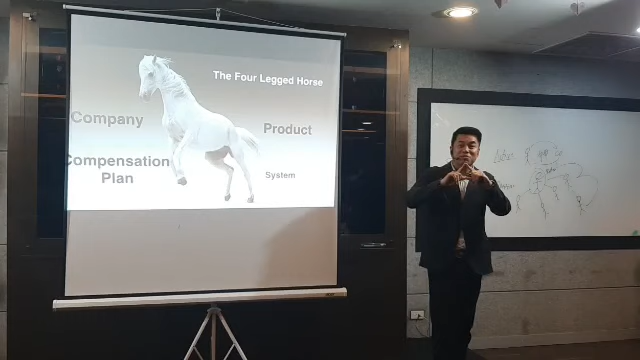 The Four Legged Horse
Company
Product
Compensation
Plan
System